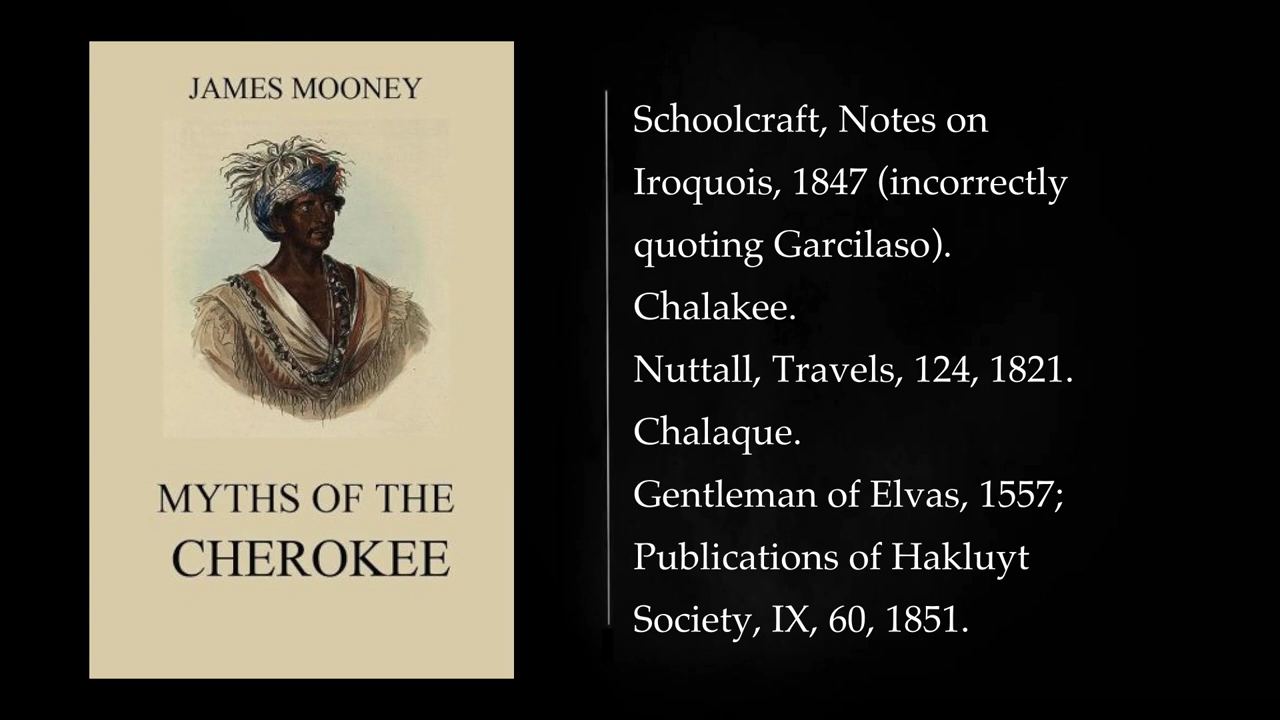 JAMES MOONEY
MYTHS OF THE
CHEROKEE
Schoolcraft, Notes on
Iroquois, 1847 (incorrectly
quoting Garcilaso).
Chalakee.
Nuttall, Travels, 124, 1821.
Chalaque.
Gentleman of Elvas, 1557;
Publications of Hakluyt
Society, IX, 60, 1851.